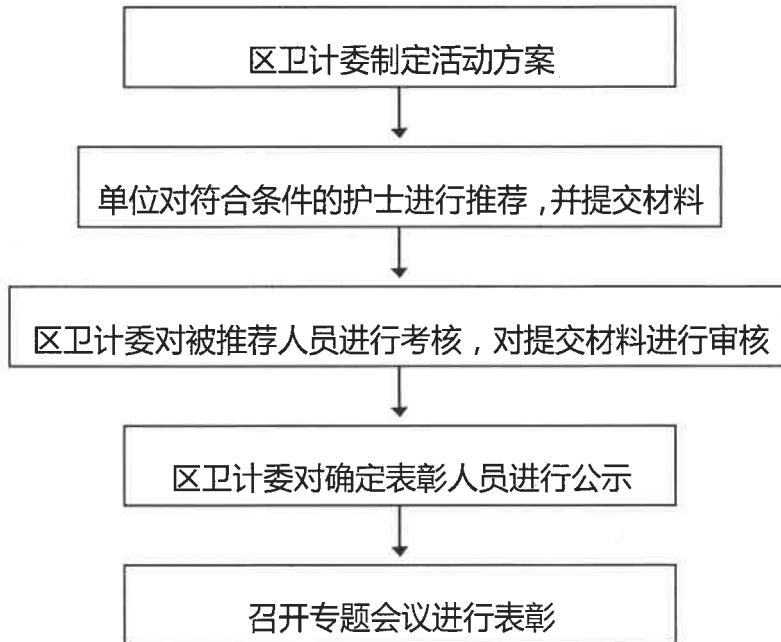 区卫计委制定活动方案
单位对符合条件的护士进行推荐,并提交材料
区卫计委对被推荐人员进行考核,对提交材料进行审核
区卫计委对确定表彰人员进行公示
召开专题会议进行表彰